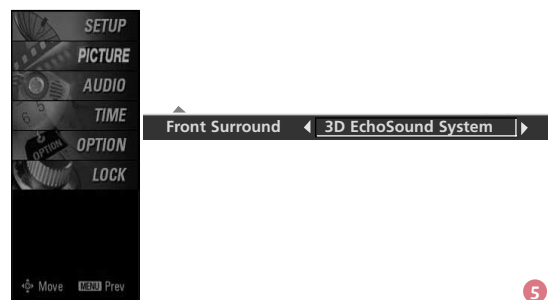 SETUP
PICTURE
AUDIO
TIME
OPTION
LOCK
Front Surround 3D EchoSound System
Move MENU Prev
5